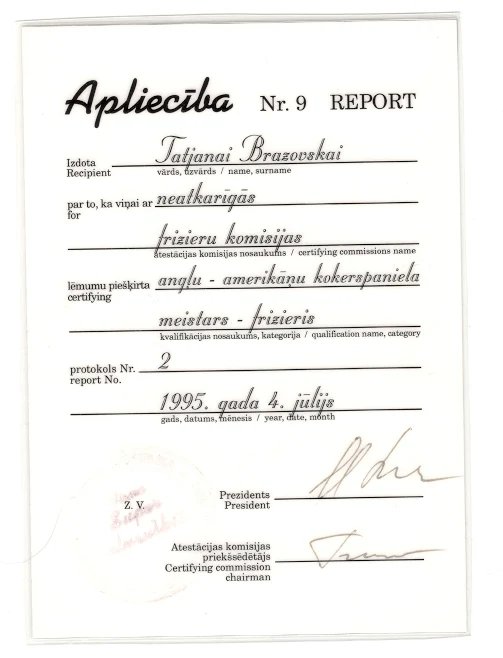 Apliecība Nr. 9 REPORT
Izdota Tatjanai Brazovskai
Recipient vārds, uzvārds / name, surname
par to, ka viņai ar neatkarīgās
for
frizieru komisijas
atestācijas komisijas nosaukums / certifying commissions name
lēmumu piešķirta angļu - amerikāņu kokerspaniela
certifying
meistars - frizieris
kvalifikācijas nosaukums, kategorija / qualification name, category
protokols Nr. 2
report No.
1995. gada 4. jūlijs
gads, datums, mēnesis / year, date, month
Z. V.
Prezidents
President
Atestācijas komisijas
priekšsēdētājs
Certifying commission
chairman